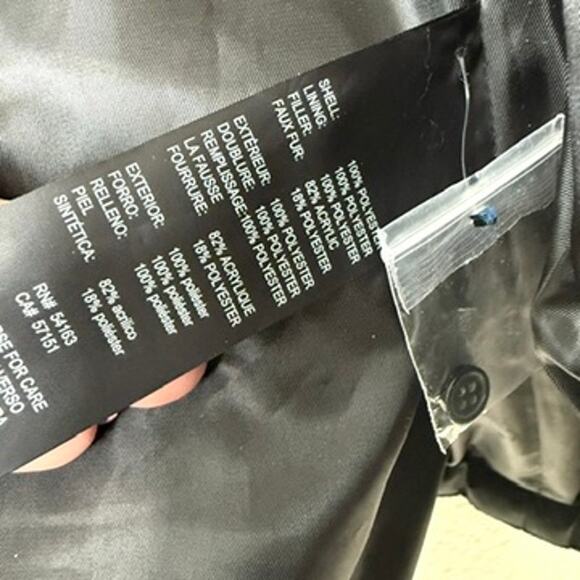 SHELL: 100% POLYESTER
LINING: 100% POLYESTER
FILLER: 100% POLYESTER
FAUX FUR: 82% ACRYLIC
18% POLYESTER
EXTÉRIEUR: 100% POLYESTER
DOUBLURE: 100% POLYESTER
REMPLISSAGE:100% POLYESTER
LA FAUSSE
FOURRURE: 82% ACRYLIQUE
18% POLYESTER
EXTERIOR: 100% poliéster
FORRO: 100% poliéster
RELLENO: 100% poliéster
PIEL
SINTÉTICA: 82% acrílico
18% poliéster
RN# 54163
CA# 57151
FOR CARE